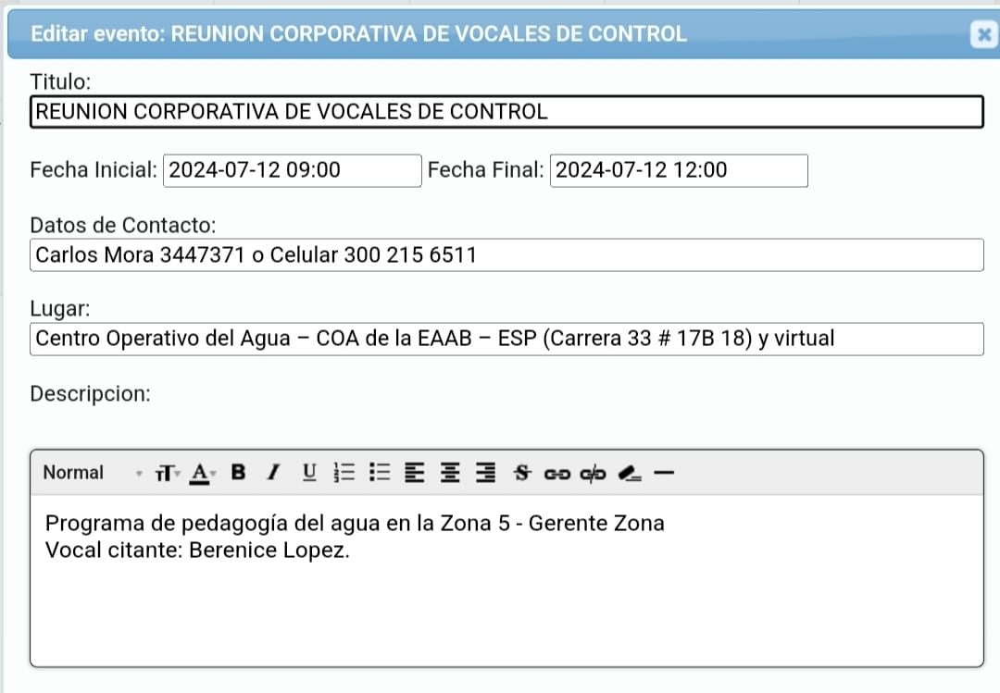 Editar evento: REUNION CORPORATIVA DE VOCALES DE CONTROL
Titulo:
REUNION CORPORATIVA DE VOCALES DE CONTROL
Fecha Inicial: 2024-07-12 09:00 Fecha Final: 2024-07-12 12:00
Datos de Contacto:
Carlos Mora 3447371 o Celular 300 215 6511
Lugar:
Centro Operativo del Agua – COA de la EAAB – ESP (Carrera 33 # 17B 18) y virtual
Descripcion:
Normal
Programa de pedagogía del agua en la Zona 5 - Gerente Zona
Vocal citante: Berenice Lopez.